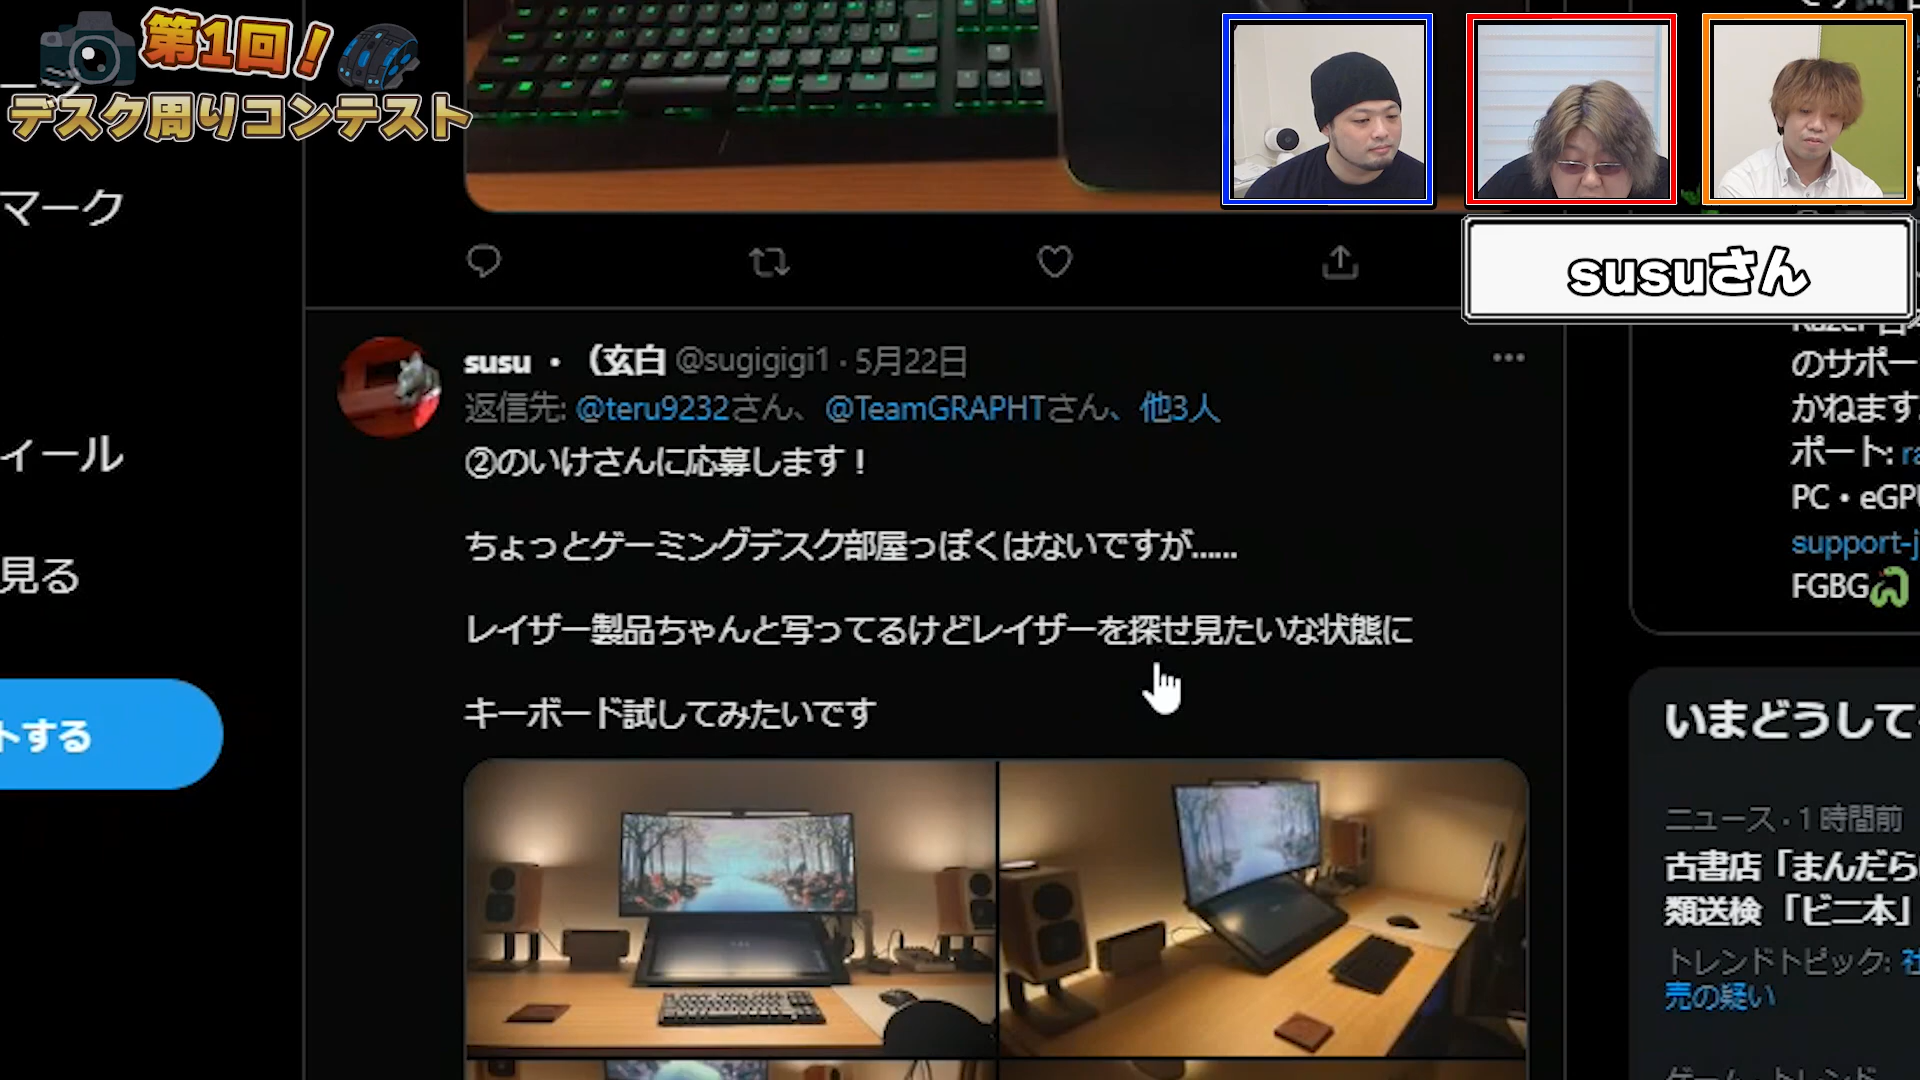 第1回！
デスク周りコンテスト
マーク
ィール
見る
トする
susuさん
susu ・ （玄白 @sugigigi1 · 5月22日
返信先: @teru9232さん、@TeamGRAPHTさん、他3人
②のいけさんに応募します！
ちょっとゲーミングデスク部屋っぽくはないですが......
レイザー製品ちゃんと写ってるけどレイザーを探せ見たいな状態に
キーボード試してみたいです
のサポー
かねます
ポート: ra
PC・eGPU
support-j
FGBG
いまどうして
ニュース · 1 時間前
古書店「まんだら
類送検 「ビニ本」
トレンドトピック: 社
売の疑い